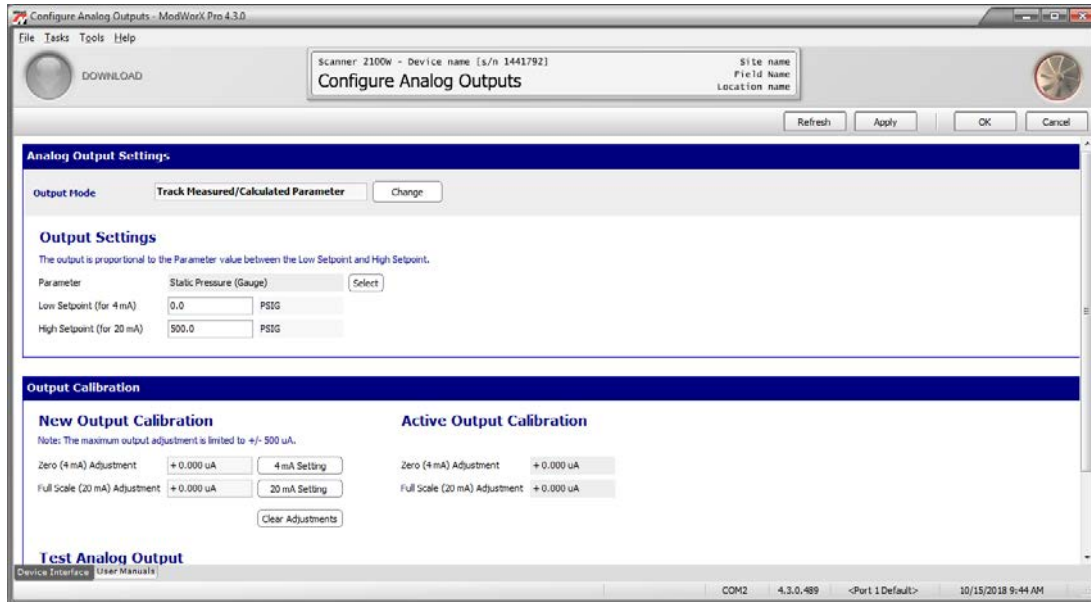 Configure Analog Outputs - ModWorX Pro 4.3.0
File Tasks Tools Help
DOWNLOAD
Scanner 2100W - Device name [s/n 1441792]
Configure Analog Outputs
Site name
Field Name
Location name
Refresh Apply OK Cancel
Analog Output Settings
Output Mode Track Measured/Calculated Parameter Change
Output Settings
The output is proportional to the Parameter value between the Low Setpoint and High Setpoint.
Parameter Static Pressure (Gauge) Select
Low Setpoint (for 4 mA) 0.0 PSIG
High Setpoint (for 20 mA) 500.0 PSIG
Output Calibration
New Output Calibration
Note: The maximum output adjustment is limited to +/- 500 uA.
Zero (4 mA) Adjustment + 0.000 uA 4 mA Setting
Full Scale (20 mA) Adjustment + 0.000 uA 20 mA Setting
Clear Adjustments
Active Output Calibration
Zero (4 mA) Adjustment + 0.000 uA
Full Scale (20 mA) Adjustment + 0.000 uA
Test Analog Output
Device Interface User Manuals
COM2 4.3.0.489 <Port 1 Default> 10/15/2018 9:44 AM